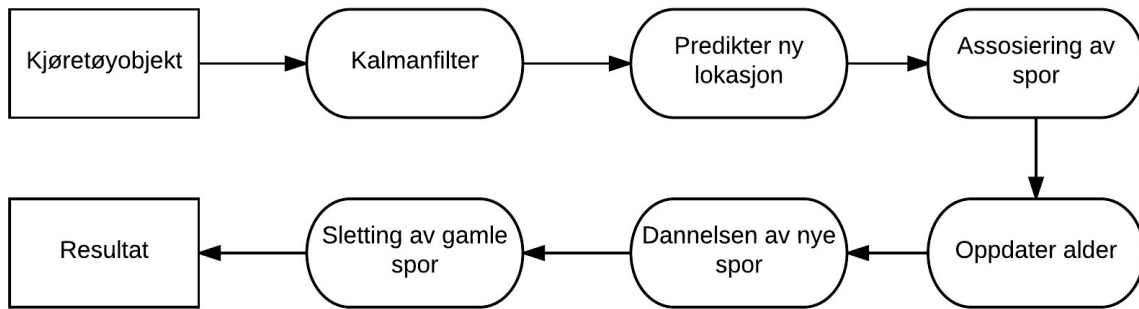 Kjøretøyobjekt
Kalmanfilter
Predikter ny
lokasjon
Assosiering av
spor
Oppdater alder
Dannelsen av nye
spor
Sletting av gamle
spor
Resultat